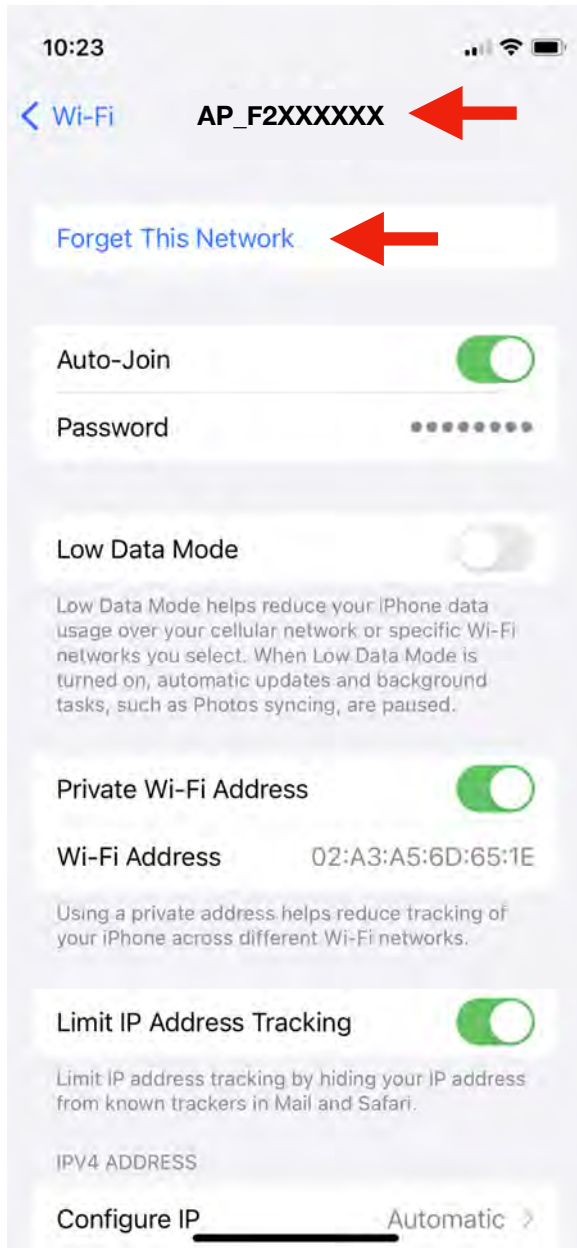 10:23
Wi-Fi
AP_F2XXXXXX
Forget This Network
Auto-Join
Password ●●●●●●●●
Low Data Mode
Low Data Mode helps reduce your iPhone data
usage over your cellular network or specific Wi-Fi
networks you select. When Low Data Mode is
turned on, automatic updates and background
tasks, such as Photos syncing, are paused.
Private Wi-Fi Address
Wi-Fi Address 02:A3:A5:6D:65:1E
Using a private address helps reduce tracking of
your iPhone across different Wi-Fi networks.
Limit IP Address Tracking
Limit IP address tracking by hiding your IP address
from known trackers in Mail and Safari.
IPV4 ADDRESS
Configure IP Automatic